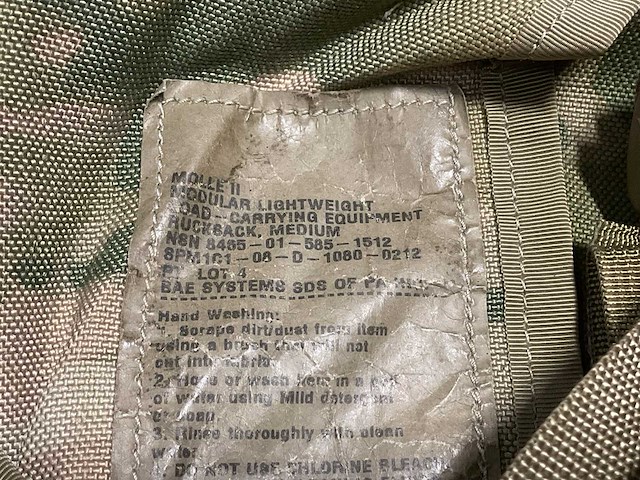 MOLLE II
MODULAR LIGHTWEIGHT
LOAD-CARRYING EQUIPMENT
RUCKSACK, MEDIUM
NSN 8465-01-585-1512
SPM1C1-08-D-1080-0212
LOT 4
BAE SYSTEMS SDS OF PA
Hand Washing:
1. Scrape dirt/dust from item
using a brush that will not
cut into fabric
2. Hose or wash item in a
of water using Mild detergent
or soap
3. Rinse thoroughly with clean
water
DO NOT USE CHLORINE BLEACH